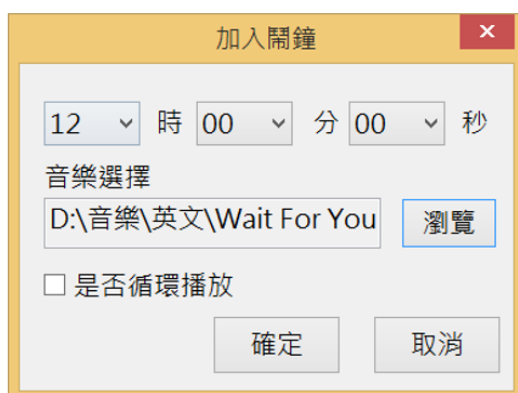 加入鬧鐘
12 時 00 分 00 秒
音樂選擇
D:\音樂\英文\Wait For You 瀏覽
是否循環播放
確定 取消